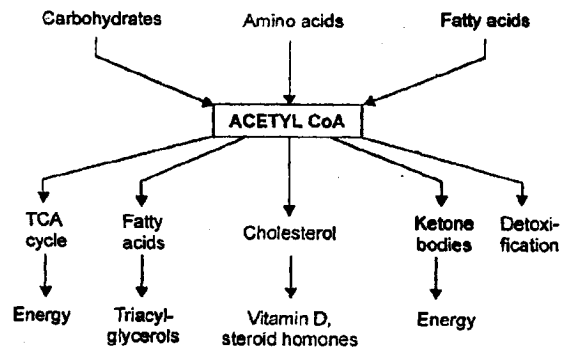 Carbohydrates
Amino acids
Fatty acids
ACETYL CoA
TCA
cycle
Fatty
acids
Cholesterol
Ketone
bodies
Detoxi-
fication
Energy
Triacyl-
glycerols
Vitamin D,
steroid homones
Energy